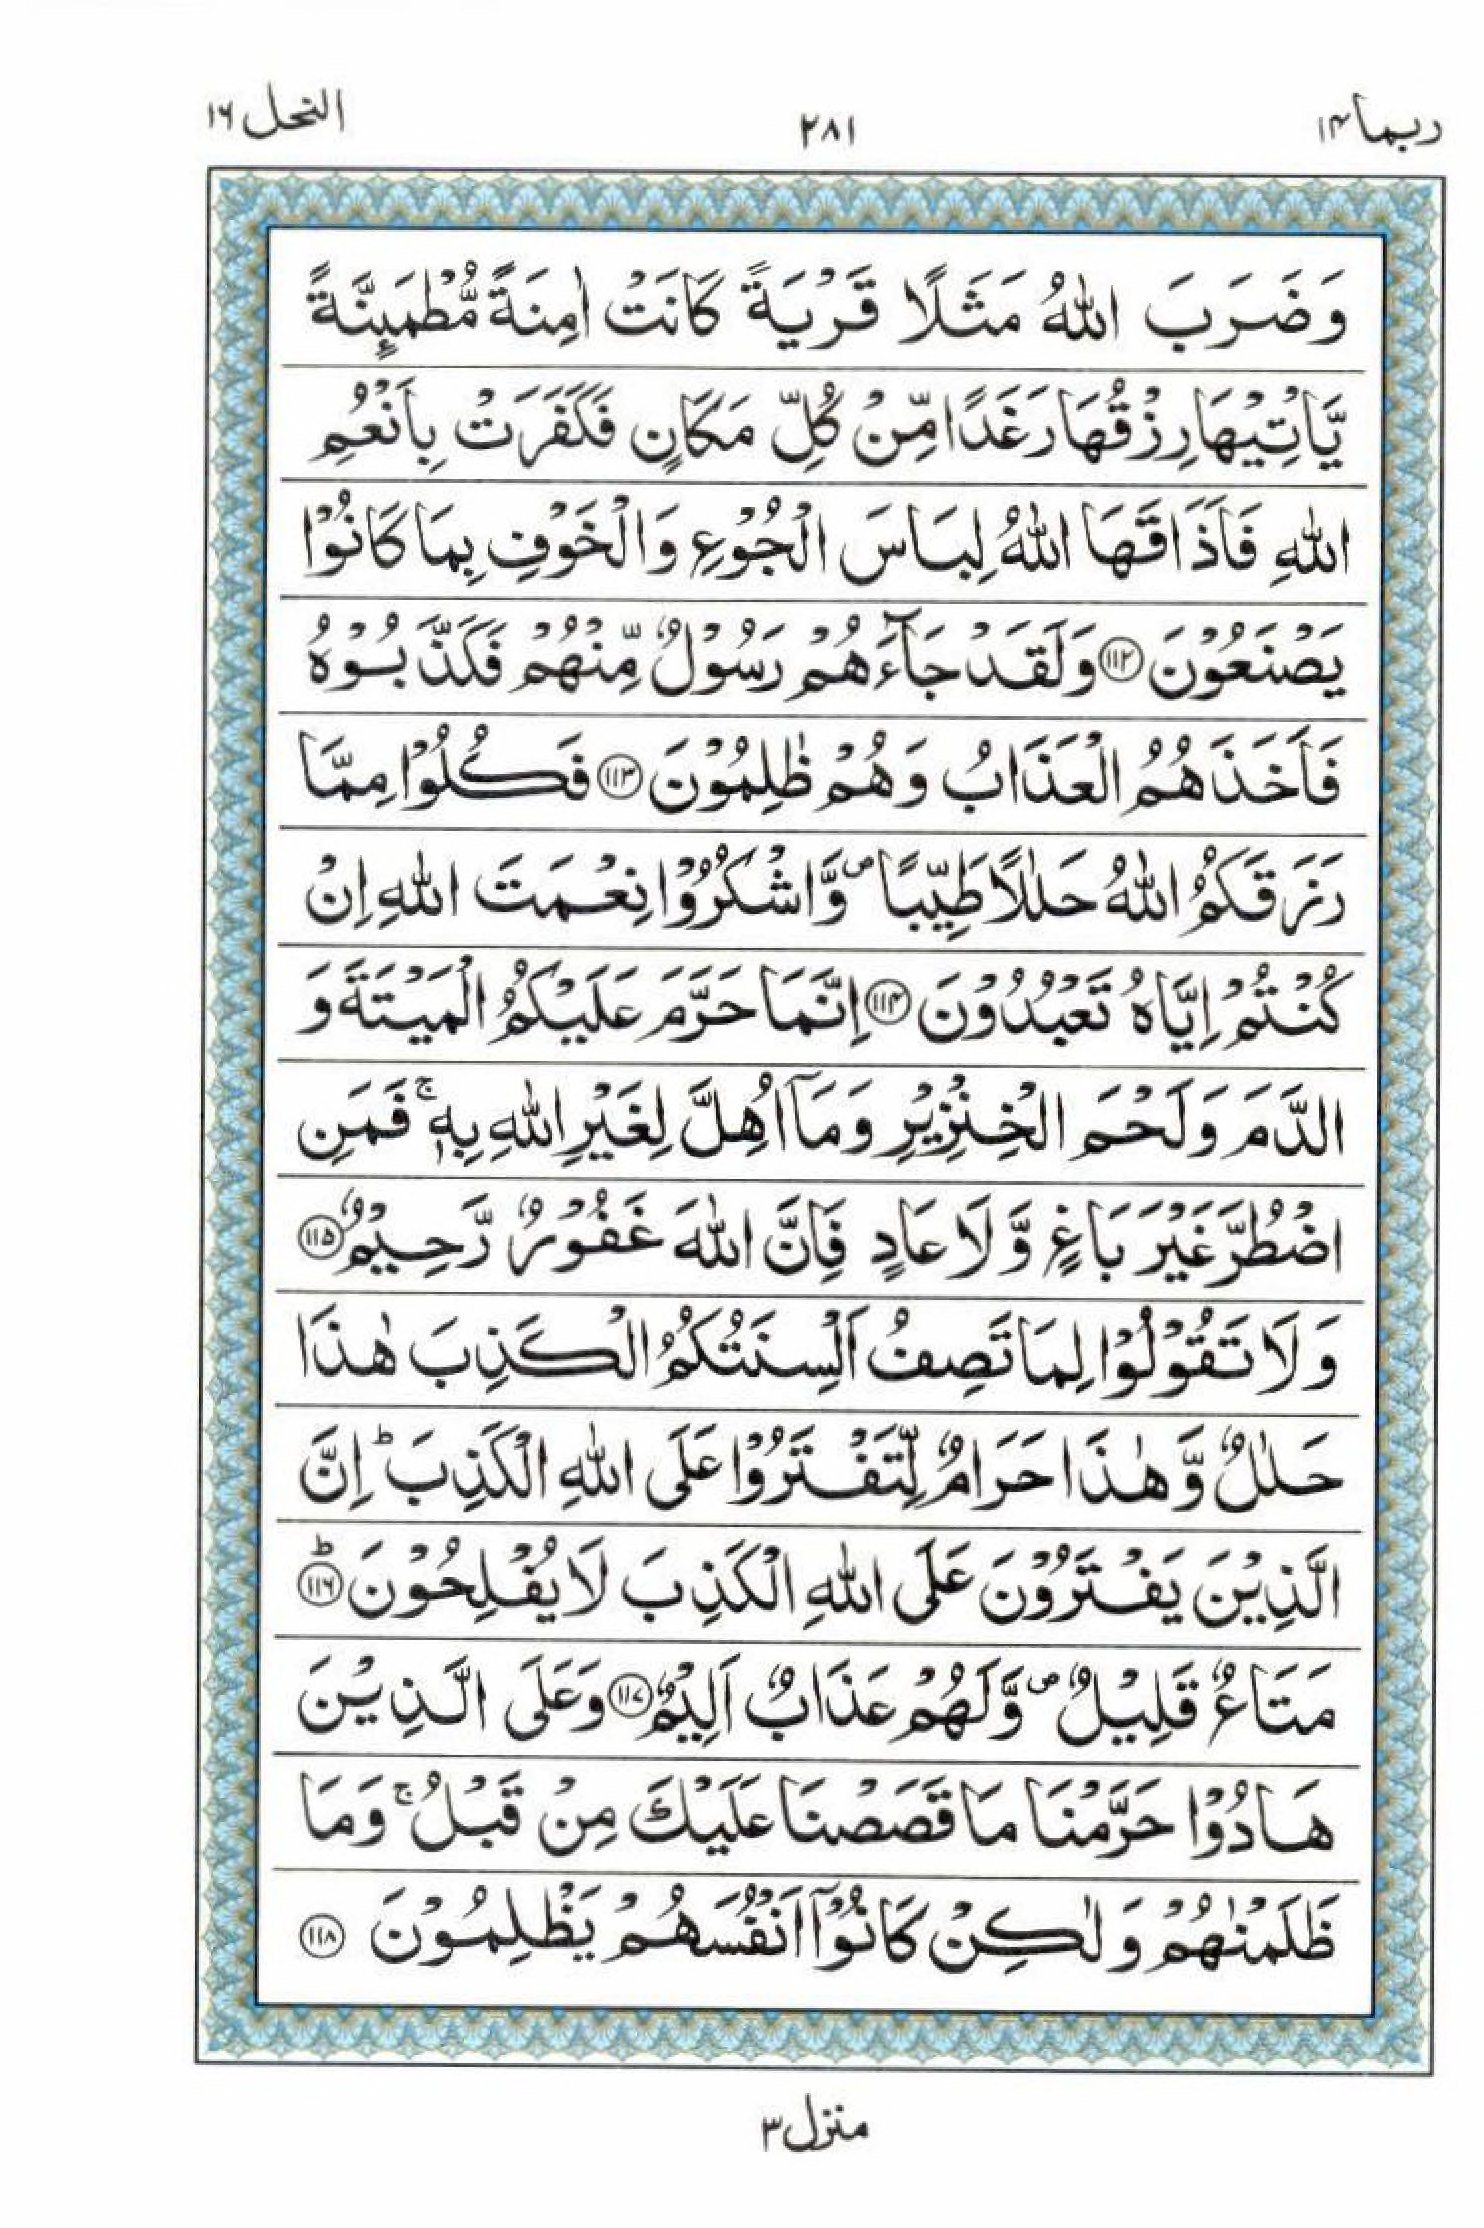 ربما ١٤
٢٨١
النحل ١٦
وَضَرَبَ اللّٰهُ مَثَلًا قَرْيَةً كَانَتْ اٰمِنَةً مُّطْمَىِٕنَّةً
يَّاْتِيْهَا رِزْقُهَا رَغَدًا مِّنْ كُلِّ مَكَانٍ فَكَفَرَتْ بِاَنْعُمِ
اللّٰهِ فَاَذَاقَهَا اللّٰهُ لِبَاسَ الْجُوْعِ وَالْخَوْفِ بِمَا كَانُوْا
يَصْنَعُوْنَ ﴿١١٢﴾ وَلَقَدْ جَآءَهُمْ رَسُوْلٌ مِّنْهُمْ فَكَذَّبُوْهُ
فَاَخَذَهُمُ الْعَذَابُ وَهُمْ ظٰلِمُوْنَ ﴿١١٣﴾ فَكُلُوْا مِمَّا
رَزَقَكُمُ اللّٰهُ حَلٰلًا طَيِّبًا ۪ وَّاشْكُرُوْا نِعْمَتَ اللّٰهِ اِنْ
كُنْتُمْ اِيَّاهُ تَعْبُدُوْنَ ﴿١١٤﴾ اِنَّمَا حَرَّمَ عَلَيْكُمُ الْمَيْتَةَ وَ
الدَّمَ وَلَحْمَ الْخِنْزِيْرِ وَمَآ اُهِلَّ لِغَيْرِ اللّٰهِ بِهٖ ۚ فَمَنِ
اضْطُرَّ غَيْرَ بَاغٍ وَّلَا عَادٍ فَاِنَّ اللّٰهَ غَفُوْرٌ رَّحِيْمٌ ﴿١١٥﴾
وَلَا تَقُوْلُوْا لِمَا تَصِفُ اَلْسِنَتُكُمُ الْكَذِبَ هٰذَا
حَلٰلٌ وَّهٰذَا حَرَامٌ لِّتَفْتَرُوْا عَلَى اللّٰهِ الْكَذِبَ ؕ اِنَّ
الَّذِيْنَ يَفْتَرُوْنَ عَلَى اللّٰهِ الْكَذِبَ لَا يُفْلِحُوْنَ ؕ﴿١١٦﴾
مَتَاعٌ قَلِيْلٌ ۪ وَّلَهُمْ عَذَابٌ اَلِيْمٌ ﴿١١٧﴾ وَعَلَى الَّذِيْنَ
هَادُوْا حَرَّمْنَا مَا قَصَصْنَا عَلَيْكَ مِنْ قَبْلُ ۚ وَمَا
ظَلَمْنٰهُمْ وَلٰكِنْ كَانُوْٓا اَنْفُسَهُمْ يَظْلِمُوْنَ ﴿١١٨﴾
منزل ٣